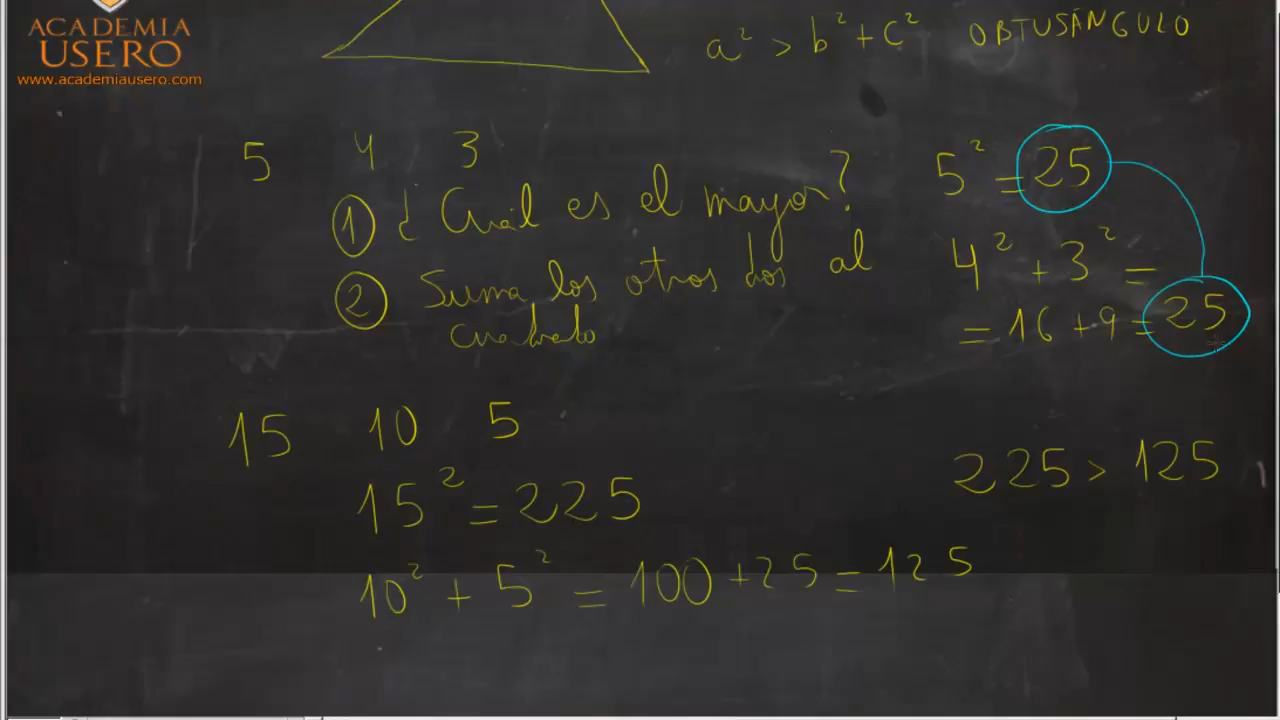 ACADEMIA
USERO
www.academiausero.com
a² > b² + c² OBTUSÁNGULO
5 4 3
① ¿Cuál es el mayor?
② Suma los otros dos al
cuadrado
5² = 25
4² + 3² =
= 16 + 9 = 25
15 10 5
15² = 225
10² + 5² = 100 + 25 = 125
225 > 125